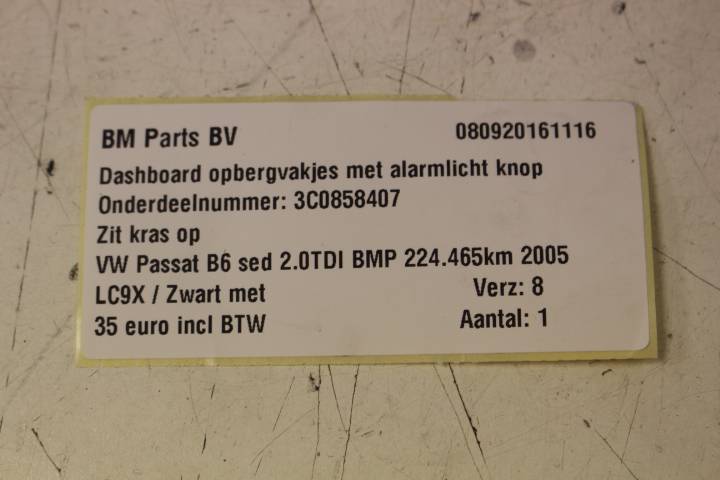 BM Parts BV 080920161116
Dashboard opbergvakjes met alarmlicht knop
Onderdeelnummer: 3C0858407
Zit kras op
VW Passat B6 sed 2.0TDI BMP 224.465km 2005
LC9X / Zwart met Verz: 8
35 euro incl BTW Aantal: 1